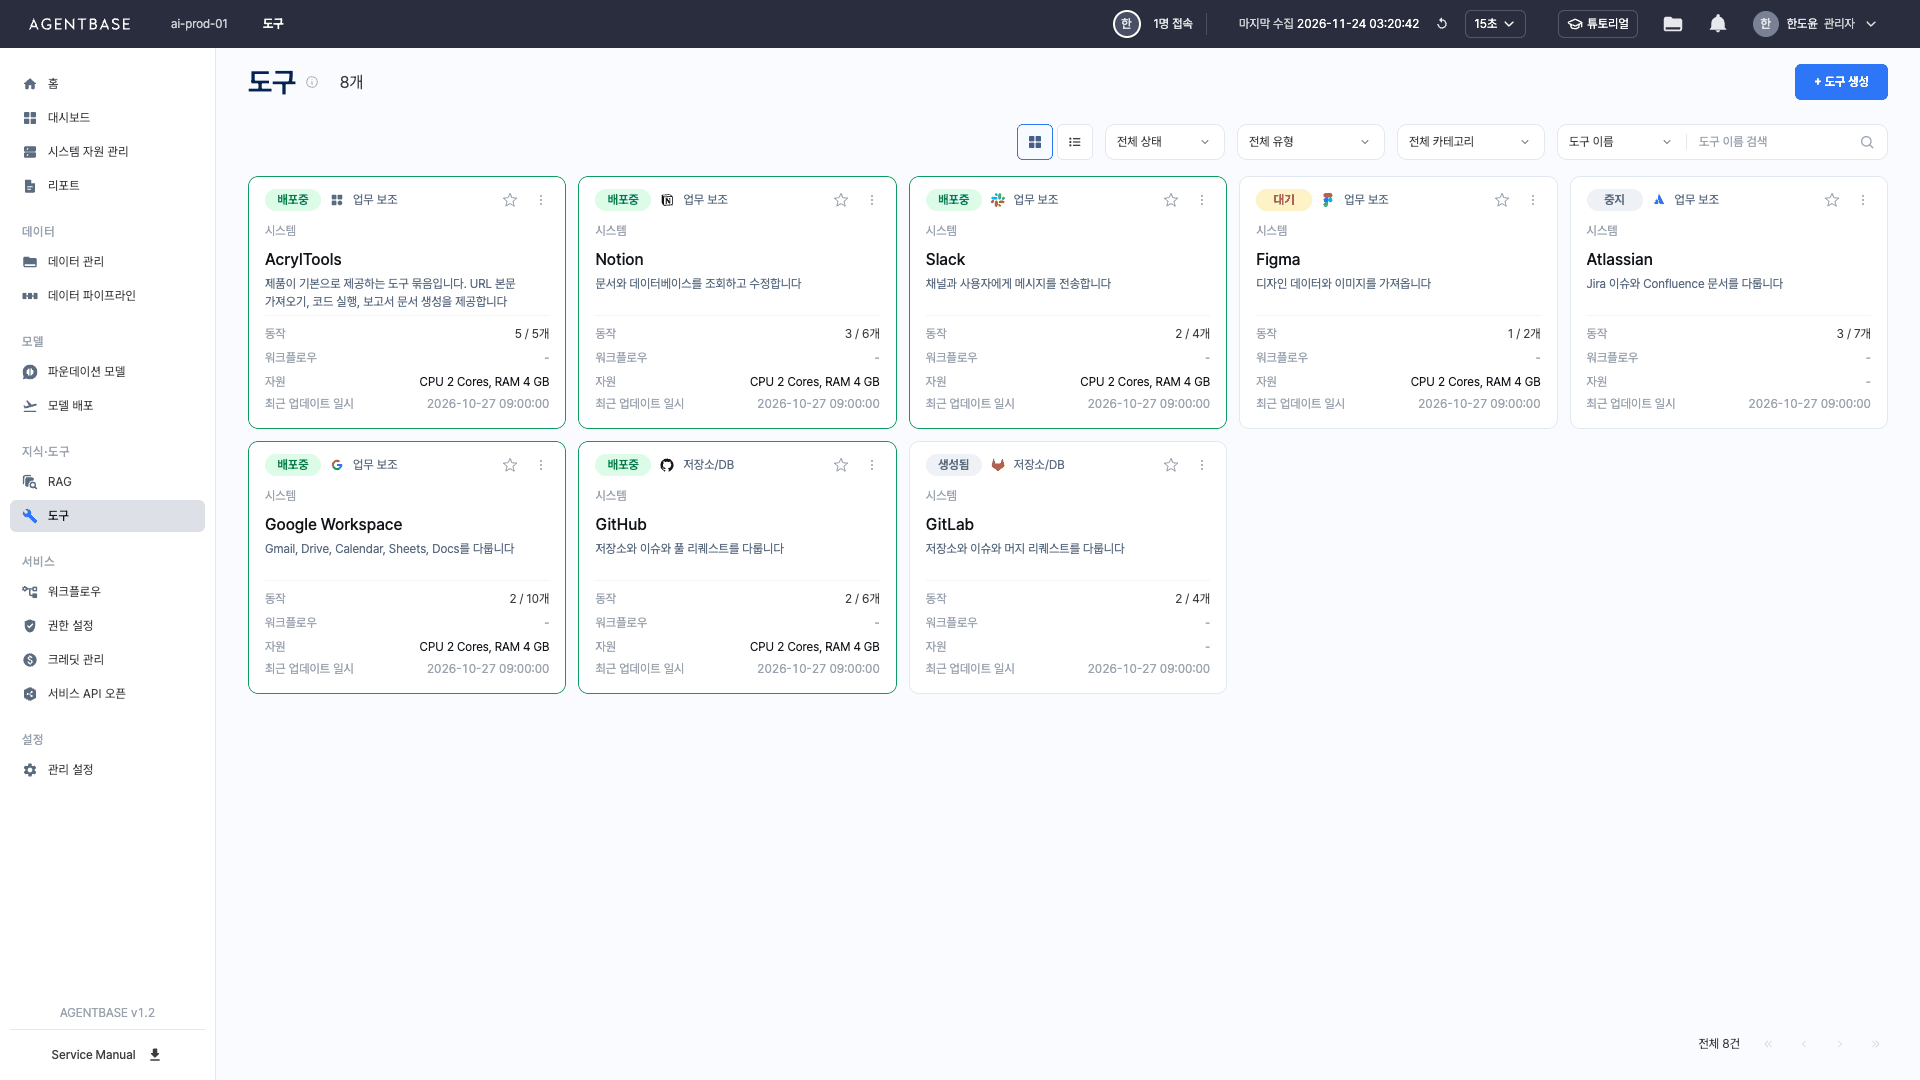 AGENTBASE
ai-prod-01
도구
한
1명 접속
마지막 수집 2026-11-24 03:20:42
15초
튜토리얼
한
한도윤 관리자
홈
대시보드
시스템 자원 관리
리포트
데이터
데이터 관리
데이터 파이프라인
모델
파운데이션 모델
모델 배포
지식·도구
RAG
도구
서비스
워크플로우
권한 설정
크레딧 관리
서비스 API 오픈
설정
관리 설정
AGENTBASE v1.2
Service Manual
도구
8개
+ 도구 생성
전체 상태
전체 유형
전체 카테고리
도구 이름
도구 이름 검색
배포중
업무 보조
시스템
AcrylTools
제품이 기본으로 제공하는 도구 묶음입니다. URL 본문
가져오기, 코드 실행, 보고서 문서 생성을 제공합니다
동작 5 / 5개
워크플로우 -
자원 CPU 2 Cores, RAM 4 GB
최근 업데이트 일시 2026-10-27 09:00:00
배포중
업무 보조
시스템
Notion
문서와 데이터베이스를 조회하고 수정합니다
동작 3 / 6개
워크플로우 -
자원 CPU 2 Cores, RAM 4 GB
최근 업데이트 일시 2026-10-27 09:00:00
배포중
업무 보조
시스템
Slack
채널과 사용자에게 메시지를 전송합니다
동작 2 / 4개
워크플로우 -
자원 CPU 2 Cores, RAM 4 GB
최근 업데이트 일시 2026-10-27 09:00:00
대기
업무 보조
시스템
Figma
디자인 데이터와 이미지를 가져옵니다
동작 1 / 2개
워크플로우 -
자원 CPU 2 Cores, RAM 4 GB
최근 업데이트 일시 2026-10-27 09:00:00
중지
업무 보조
시스템
Atlassian
Jira 이슈와 Confluence 문서를 다룹니다
동작 3 / 7개
워크플로우 -
자원 -
최근 업데이트 일시 2026-10-27 09:00:00
배포중
업무 보조
시스템
Google Workspace
Gmail, Drive, Calendar, Sheets, Docs를 다룹니다
동작 2 / 10개
워크플로우 -
자원 CPU 2 Cores, RAM 4 GB
최근 업데이트 일시 2026-10-27 09:00:00
배포중
저장소/DB
시스템
GitHub
저장소와 이슈와 풀 리퀘스트를 다룹니다
동작 2 / 6개
워크플로우 -
자원 CPU 2 Cores, RAM 4 GB
최근 업데이트 일시 2026-10-27 09:00:00
생성됨
저장소/DB
시스템
GitLab
저장소와 이슈와 머지 리퀘스트를 다룹니다
동작 2 / 4개
워크플로우 -
자원 -
최근 업데이트 일시 2026-10-27 09:00:00
전체 8건